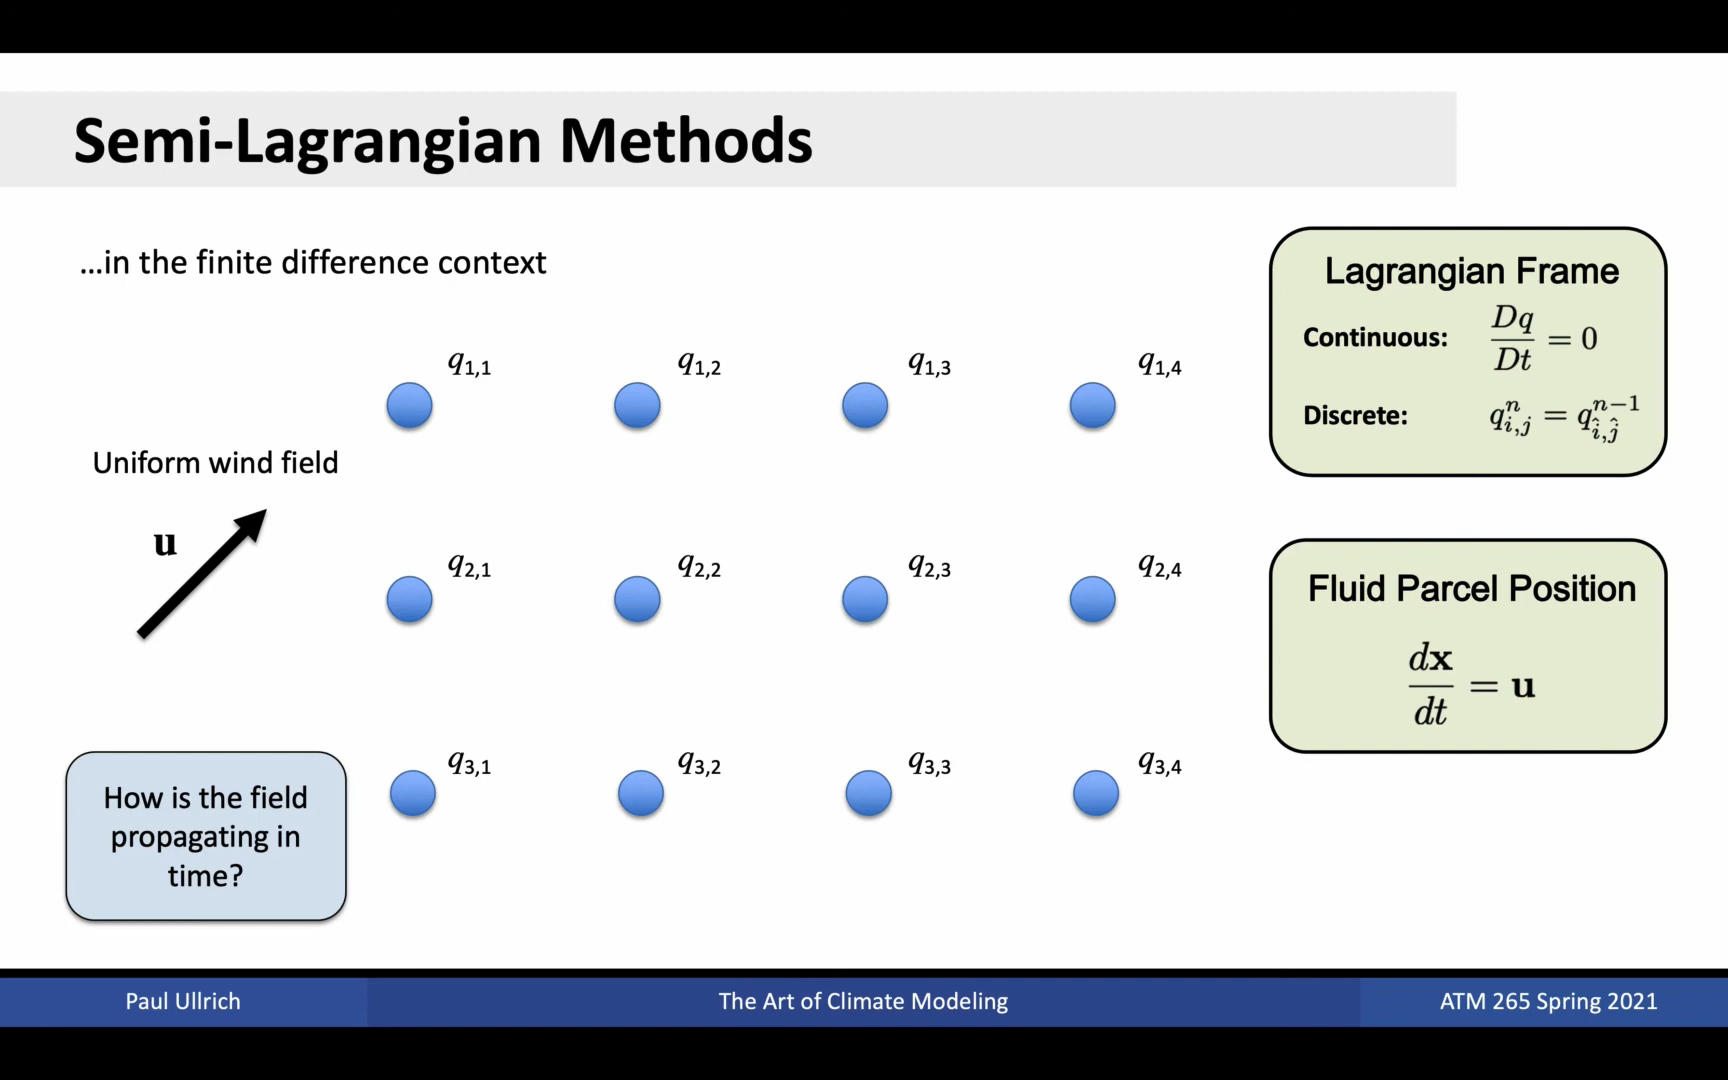 Semi-Lagrangian Methods
…in the finite difference context
Uniform wind field
u
q1,1 q1,2 q1,3 q1,4
q2,1 q2,2 q2,3 q2,4
q3,1 q3,2 q3,3 q3,4
How is the field
propagating in
time?
Lagrangian Frame
Continuous: Dq/Dt = 0
Discrete: q^n_{i,j} = q^{n−1}_{î,ĵ}
Fluid Parcel Position
dx/dt = u
Paul Ullrich
The Art of Climate Modeling
ATM 265 Spring 2021